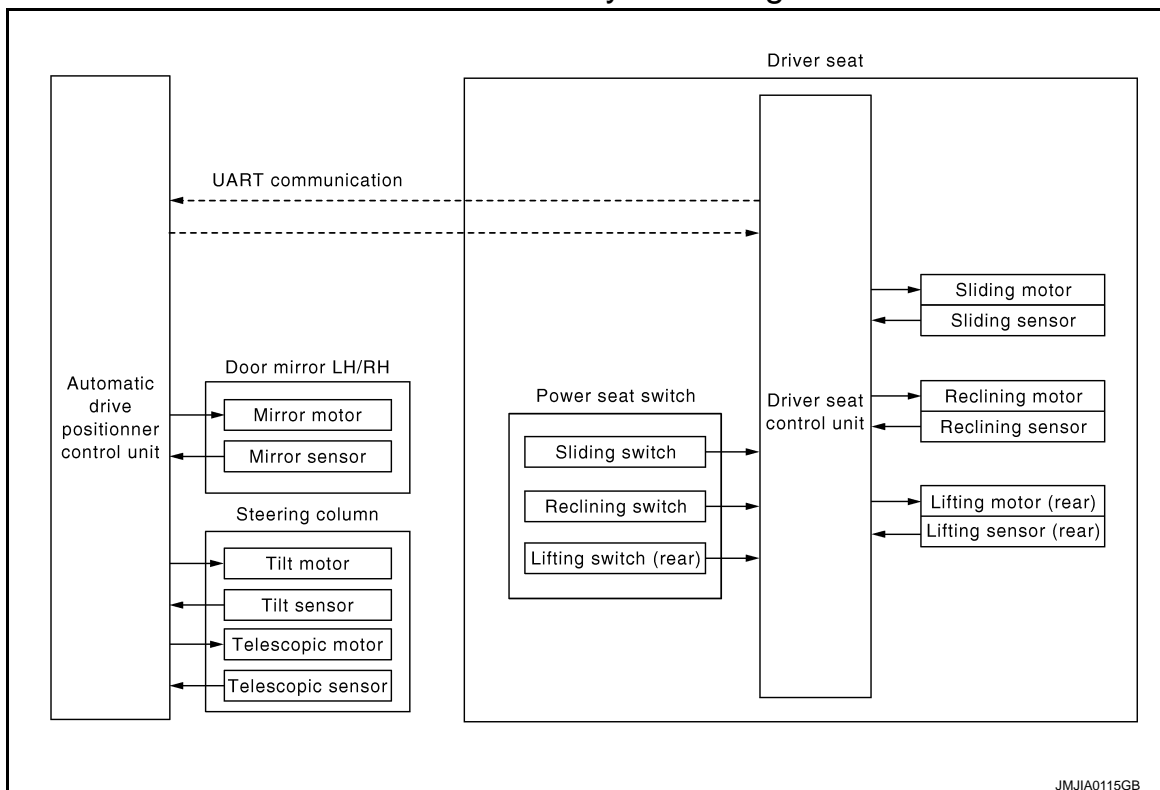 Driver seat
UART communication
Automatic
drive
positionner
control unit
Door mirror LH/RH
Mirror motor
Mirror sensor
Steering column
Tilt motor
Tilt sensor
Telescopic motor
Telescopic sensor
Power seat switch
Sliding switch
Reclining switch
Lifting switch (rear)
Driver seat
control unit
Sliding motor
Sliding sensor
Reclining motor
Reclining sensor
Lifting motor (rear)
Lifting sensor (rear)
JMJIA0115GB